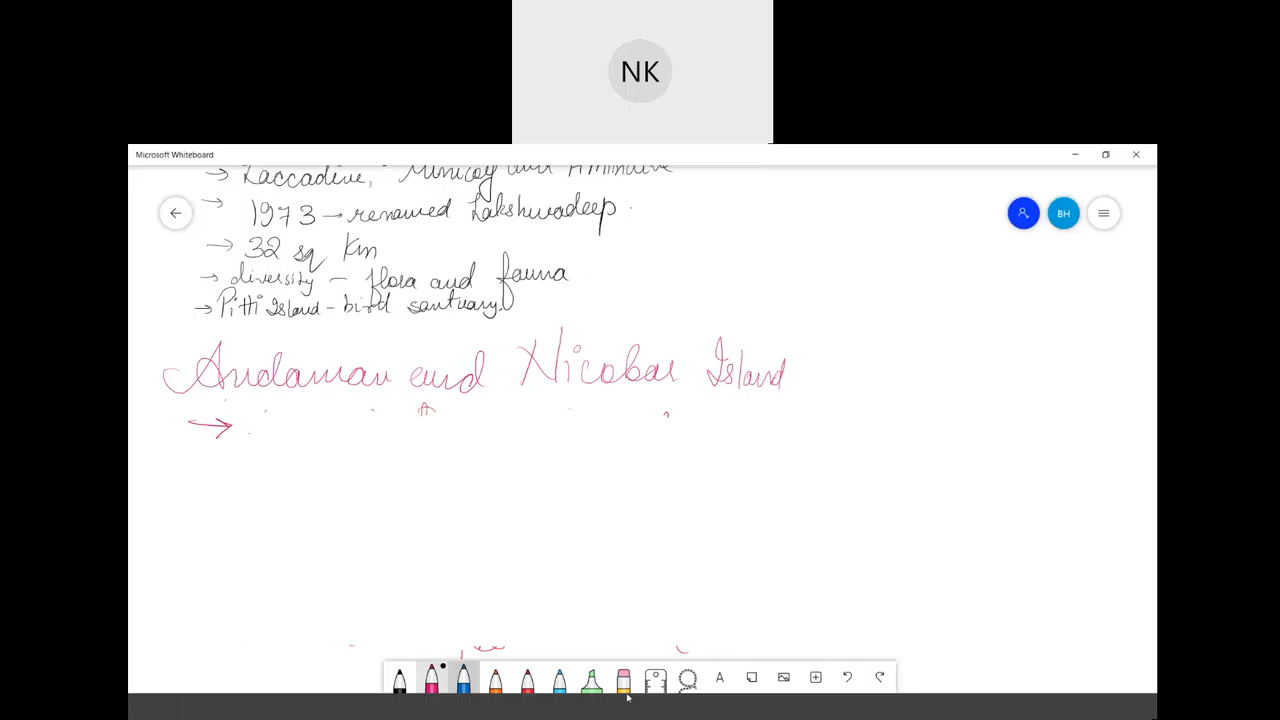 NK
Microsoft Whiteboard
→ Laccadive, Minicoy and Amindive
→ 1973 → renamed Lakshwadeep.
BH
→ 32 sq Km
→ diversity – flora and fauna
→ Pitti Island – bird santuary.
Andaman and Nicobar Island
→
A